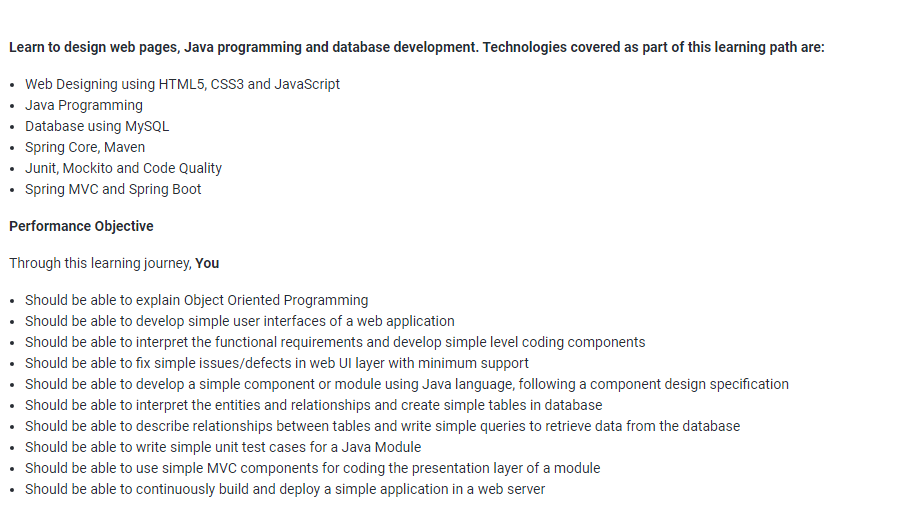 Learn to design web pages, Java programming and database development. Technologies covered as part of this learning path are:
• Web Designing using HTML5, CSS3 and JavaScript
• Java Programming
• Database using MySQL
• Spring Core, Maven
• Junit, Mockito and Code Quality
• Spring MVC and Spring Boot
Performance Objective
Through this learning journey, You
• Should be able to explain Object Oriented Programming
• Should be able to develop simple user interfaces of a web application
• Should be able to interpret the functional requirements and develop simple level coding components
• Should be able to fix simple issues/defects in web UI layer with minimum support
• Should be able to develop a simple component or module using Java language, following a component design specification
• Should be able to interpret the entities and relationships and create simple tables in database
• Should be able to describe relationships between tables and write simple queries to retrieve data from the database
• Should be able to write simple unit test cases for a Java Module
• Should be able to use simple MVC components for coding the presentation layer of a module
• Should be able to continuously build and deploy a simple application in a web server